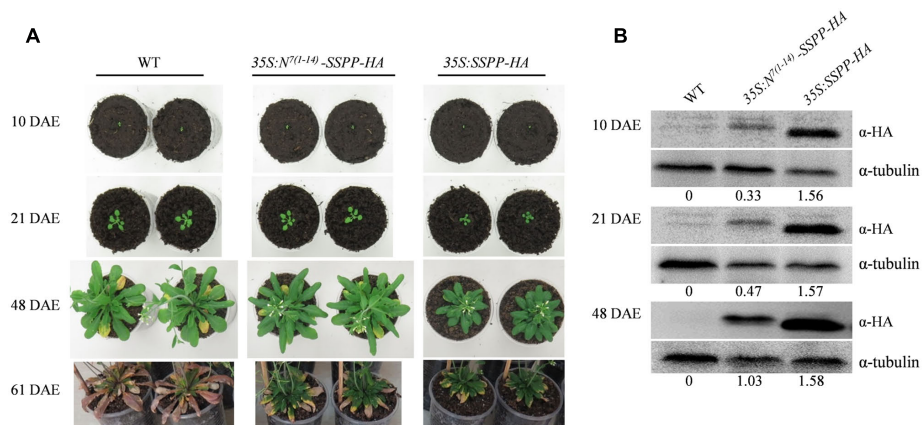 A
WT
35S:N7(1-14)-SSPP-HA
35S:SSPP-HA
10 DAE
21 DAE
48 DAE
61 DAE
B
WT
35S:N7(1-14)-SSPP-HA
35S:SSPP-HA
10 DAE
α-HA
α-tubulin
0 0.33 1.56
21 DAE
α-HA
α-tubulin
0 0.47 1.57
48 DAE
α-HA
α-tubulin
0 1.03 1.58